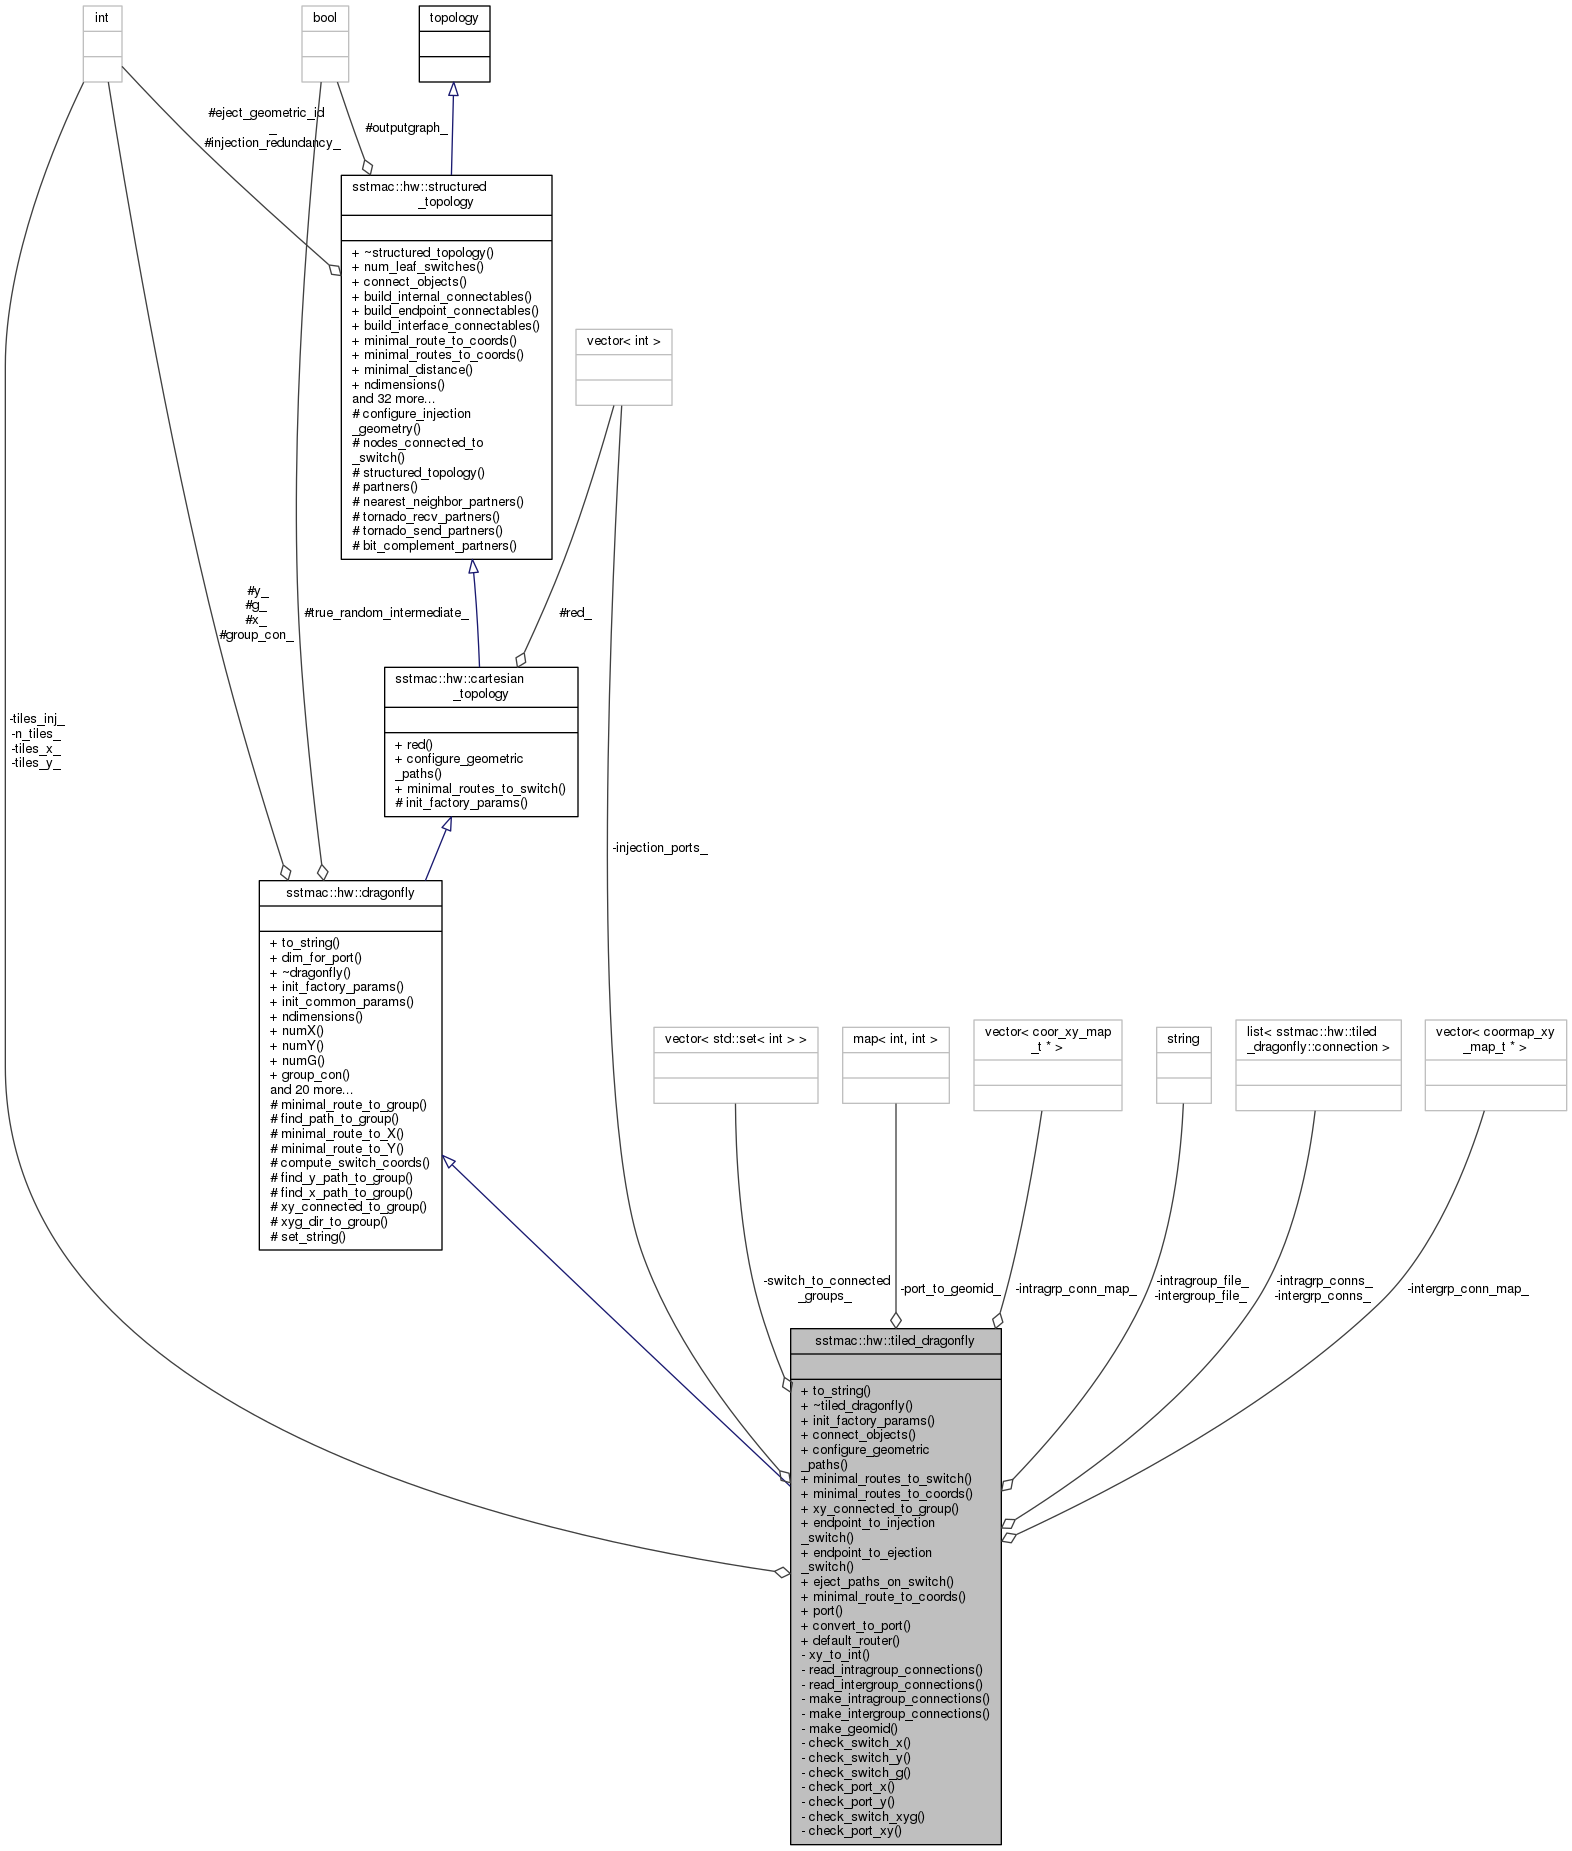 int
bool
topology
#eject_geometric_id
_
#injection_redundancy_
#outputgraph_
sstmac::hw::structured
_topology
+ ~structured_topology()
+ num_leaf_switches()
+ connect_objects()
+ build_internal_connectables()
+ build_endpoint_connectables()
+ build_interface_connectables()
+ minimal_route_to_coords()
+ minimal_routes_to_coords()
+ minimal_distance()
+ ndimensions()
and 32 more...
# configure_injection
_geometry()
# nodes_connected_to
_switch()
# structured_topology()
# partners()
# nearest_neighbor_partners()
# tornado_recv_partners()
# tornado_send_partners()
# bit_complement_partners()
vector< int >
#y_
#g_
#x_
#group_con_
#true_random_intermediate_
#red_
sstmac::hw::cartesian
_topology
+ red()
+ configure_geometric
_paths()
+ minimal_routes_to_switch()
# init_factory_params()
-tiles_inj_
-n_tiles_
-tiles_x_
-tiles_y_
-injection_ports_
sstmac::hw::dragonfly
+ to_string()
+ dim_for_port()
+ ~dragonfly()
+ init_factory_params()
+ init_common_params()
+ ndimensions()
+ numX()
+ numY()
+ numG()
+ group_con()
and 20 more...
# minimal_route_to_group()
# find_path_to_group()
# minimal_route_to_X()
# minimal_route_to_Y()
# compute_switch_coords()
# find_y_path_to_group()
# find_x_path_to_group()
# xy_connected_to_group()
# xyg_dir_to_group()
# set_string()
vector< std::set< int > >
map< int, int >
vector< coor_xy_map
_t * >
string
list< sstmac::hw::tiled
_dragonfly::connection >
vector< coormap_xy
_map_t * >
-switch_to_connected
_groups_
-port_to_geomid_
-intragrp_conn_map_
-intragroup_file_
-intergroup_file_
-intragrp_conns_
-intergrp_conns_
-intergrp_conn_map_
sstmac::hw::tiled_dragonfly
+ to_string()
+ ~tiled_dragonfly()
+ init_factory_params()
+ connect_objects()
+ configure_geometric
_paths()
+ minimal_routes_to_switch()
+ minimal_routes_to_coords()
+ xy_connected_to_group()
+ endpoint_to_injection
_switch()
+ endpoint_to_ejection
_switch()
+ eject_paths_on_switch()
+ minimal_route_to_coords()
+ port()
+ convert_to_port()
+ default_router()
- xy_to_int()
- read_intragroup_connections()
- read_intergroup_connections()
- make_intragroup_connections()
- make_intergroup_connections()
- make_geomid()
- check_switch_x()
- check_switch_y()
- check_switch_g()
- check_port_x()
- check_port_y()
- check_switch_xyg()
- check_port_xy()